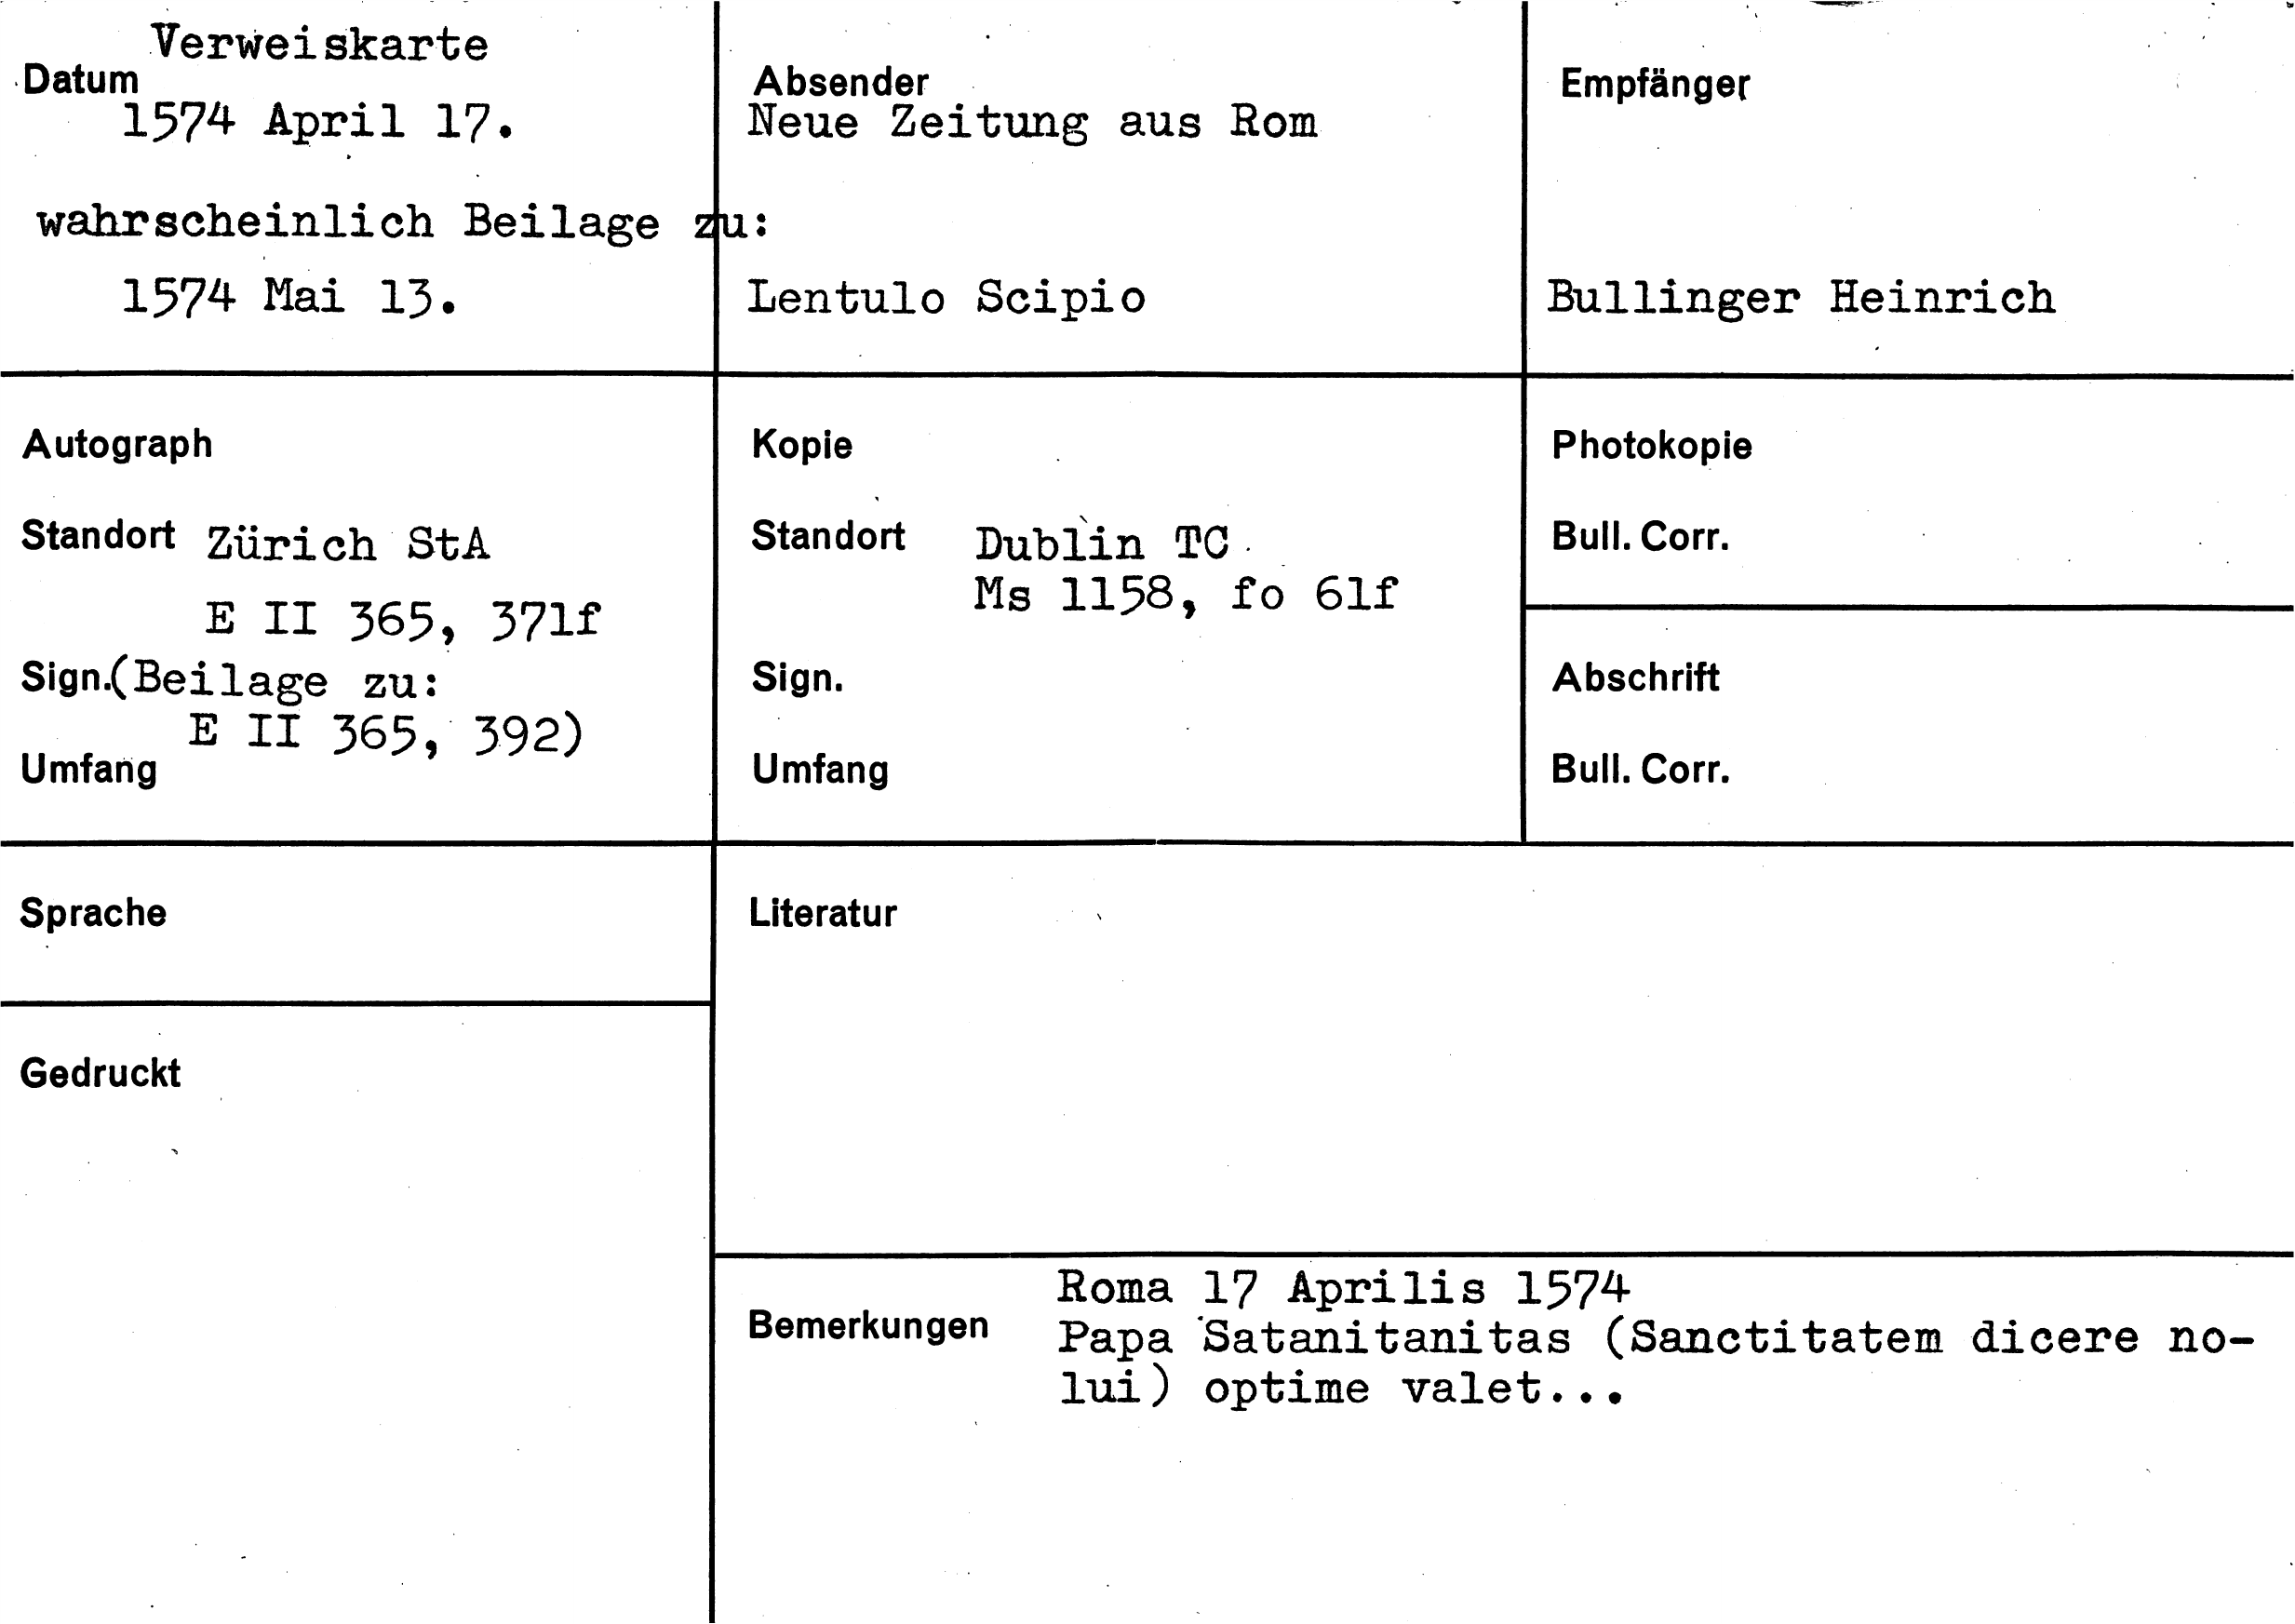 Verweiskarte
Datum
1574 April 17.
wahrscheinlich Beilage zu:
1574 Mai 13.
Absender
Neue Zeitung aus Rom
Lentulo Scipio
Empfänger
Bullinger Heinrich
Autograph
Standort Zürich StA
E II 365, 371f
Sign.(Beilage zu:
E II 365, 392)
Umfang
Kopie
Standort Dublin TC
Ms 1158, fo 61f
Sign.
Umfang
Photokopie
Bull. Corr.
Abschrift
Bull. Corr.
Sprache
Literatur
Gedruckt
Bemerkungen
Roma 17 Aprilis 1574
Papa Satanitanitas (Sanctitatem dicere no-
lui) optime valet...